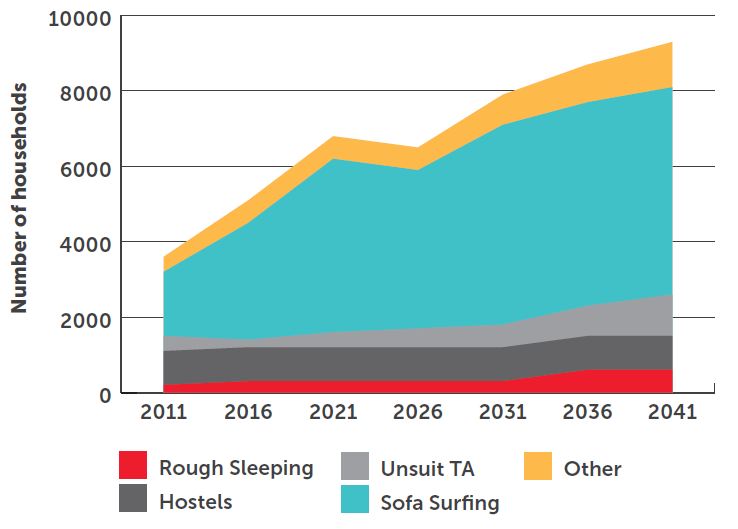 Number of households
10000
8000
6000
4000
2000
0
2011 2016 2021 2026 2031 2036 2041
Rough Sleeping Unsuit TA Other
Hostels Sofa Surfing